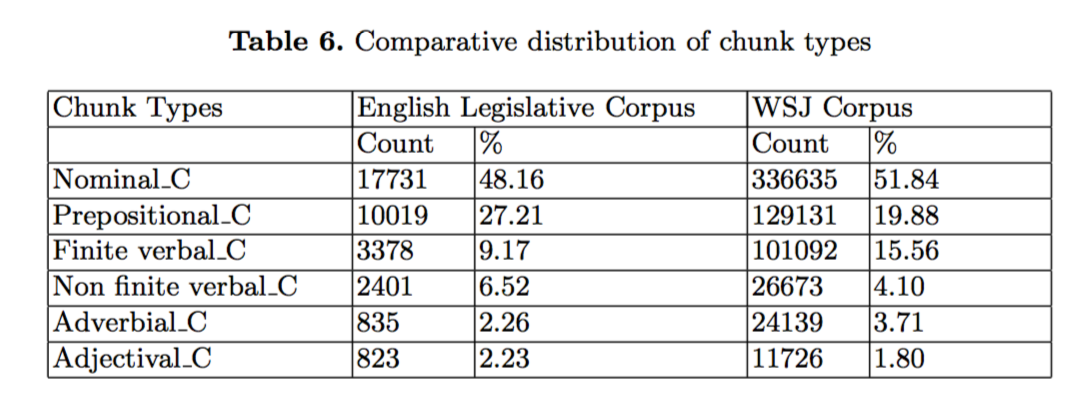 Table 6. Comparative distribution of chunk types
Chunk Types English Legislative Corpus WSJ Corpus
Count % Count %
Nominal_C 17731 48.16 336635 51.84
Prepositional_C 10019 27.21 129131 19.88
Finite verbal_C 3378 9.17 101092 15.56
Non finite verbal_C 2401 6.52 26673 4.10
Adverbial_C 835 2.26 24139 3.71
Adjectival_C 823 2.23 11726 1.80